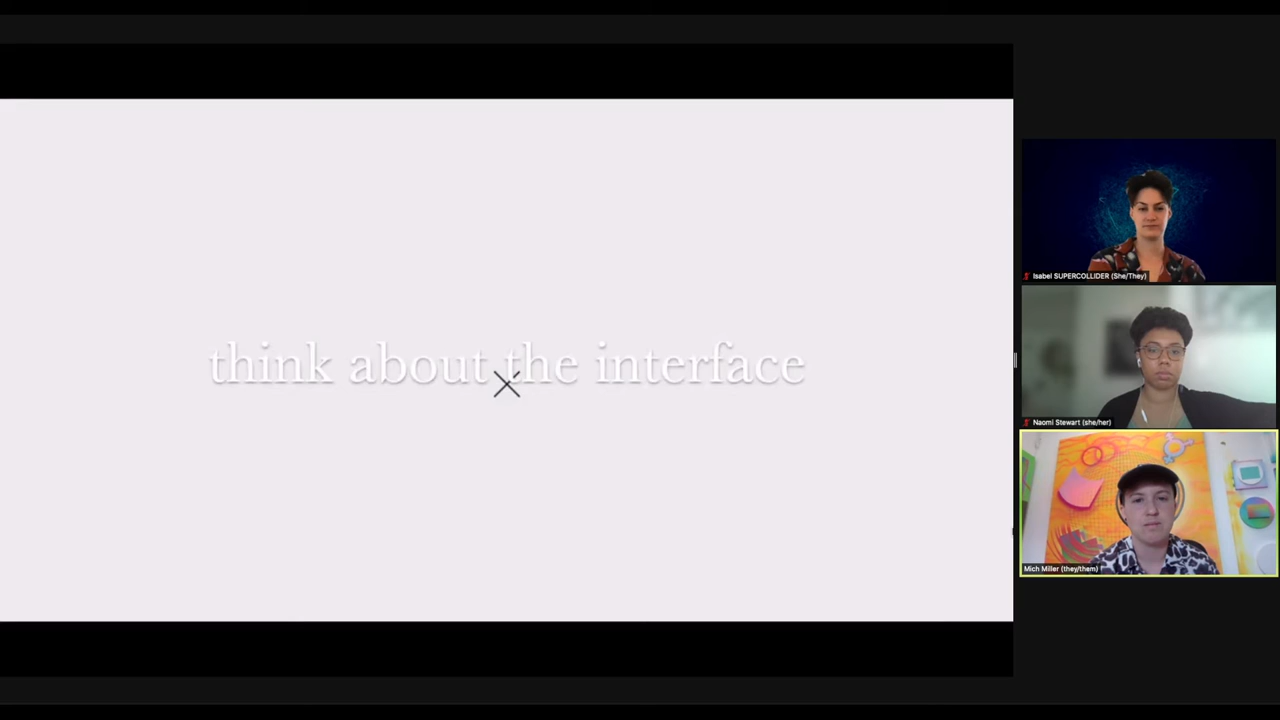 think about the interface
Isabel SUPERCOLLIDER (She/They)
Naomi Stewart (she/her)
Mich Miller (they/them)